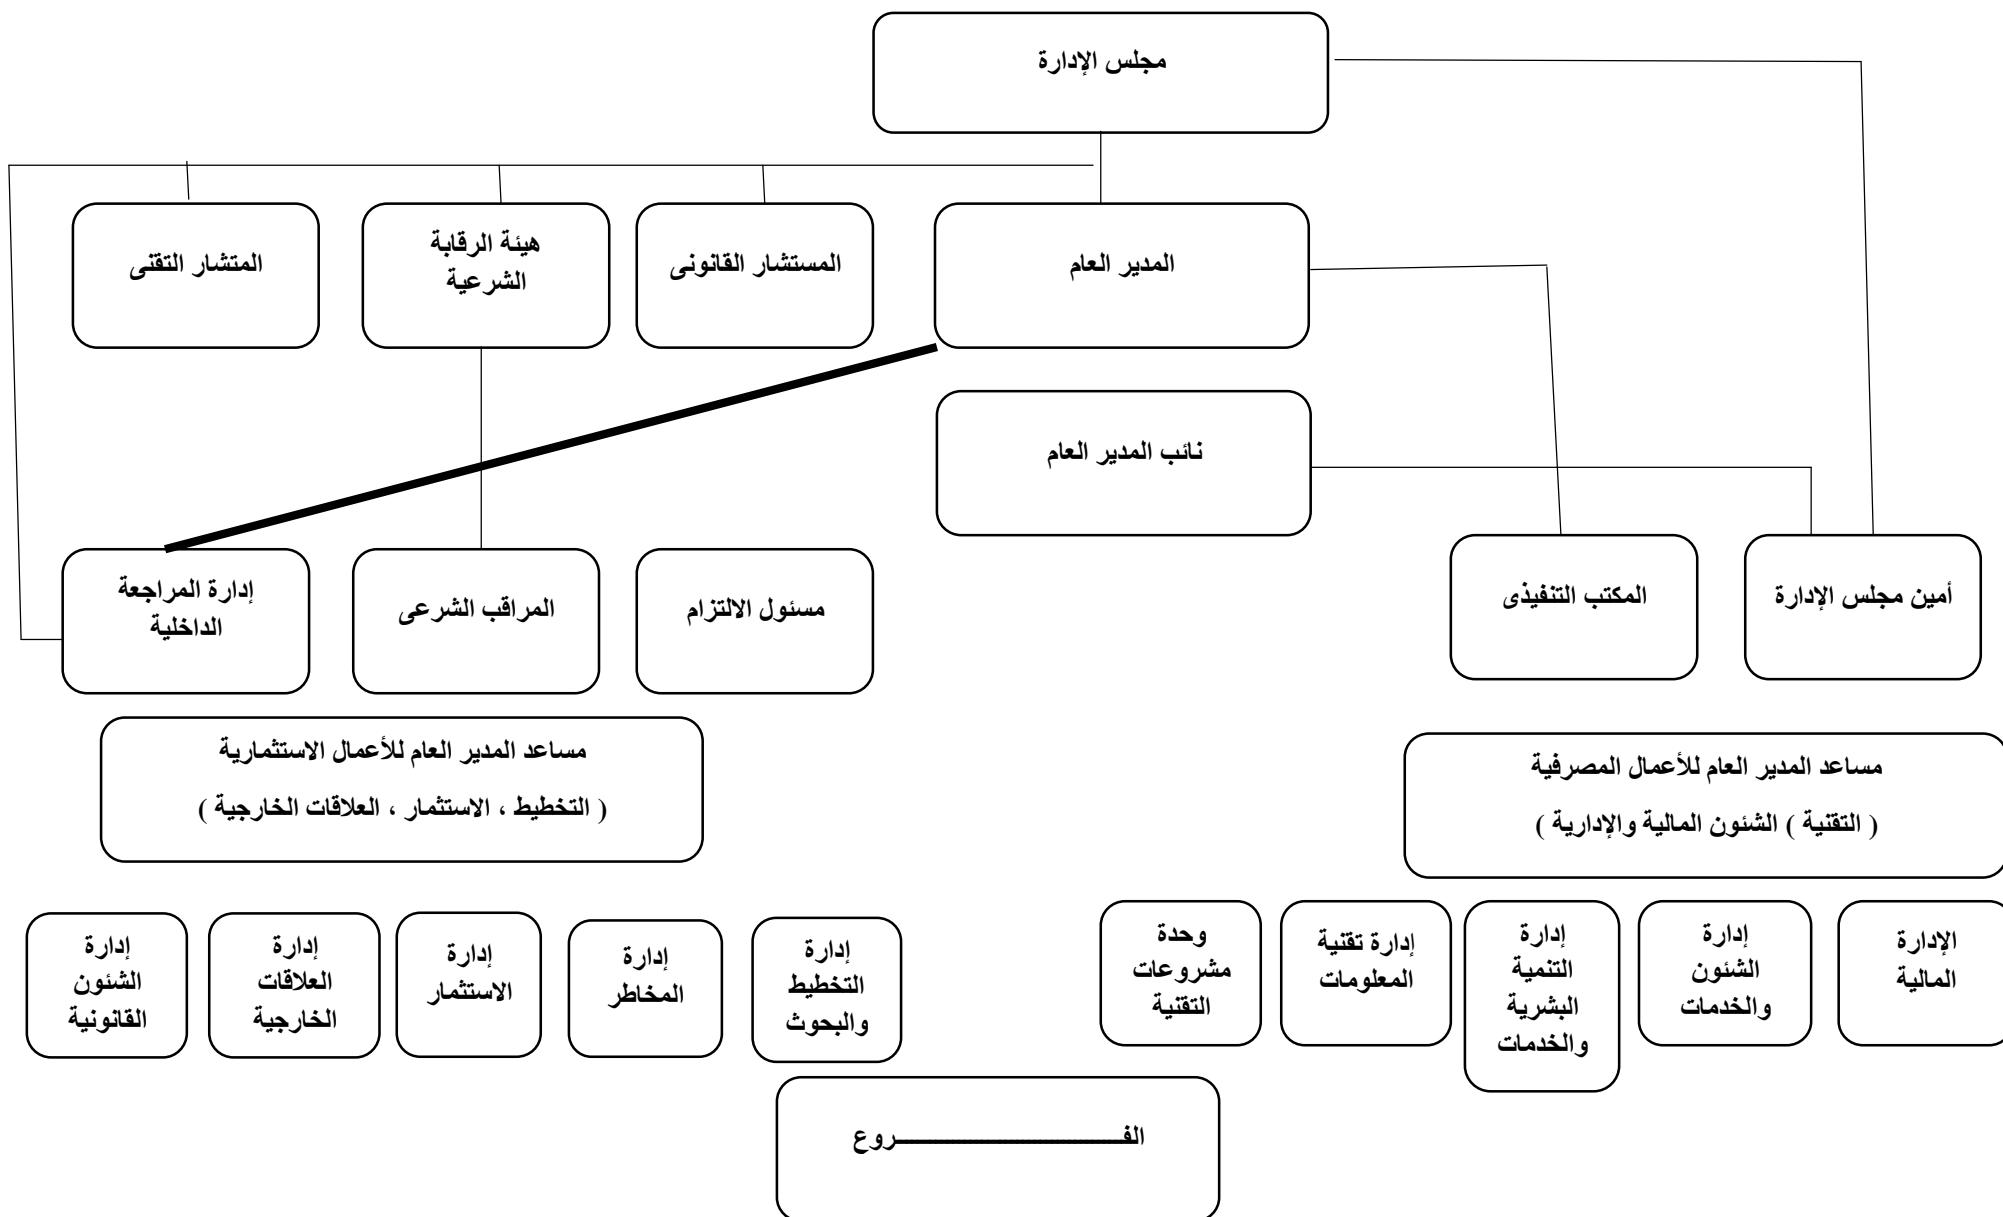 مجلس الإدارة
المدير العام
المستشار القانونى
هيئة الرقابة
الشرعية
المتشار التقنى
نائب المدير العام
أمين مجلس الإدارة
المكتب التنفيذى
مسئول الالتزام
المراقب الشرعى
إدارة المراجعة
الداخلية
مساعد المدير العام للأعمال المصرفية
( التقنية ) الشئون المالية والإدارية )
مساعد المدير العام للأعمال الاستثمارية
( التخطيط ، الاستثمار ، العلاقات الخارجية )
الإدارة
المالية
إدارة
الشئون
والخدمات
إدارة
التنمية
البشرية
والخدمات
إدارة تقنية
المعلومات
وحدة
مشروعات
التقنية
إدارة
التخطيط
والبحوث
إدارة
المخاطر
إدارة
الاستثمار
إدارة
العلاقات
الخارجية
إدارة
الشئون
القانونية
الفـــــــــــــــــــــــــروع